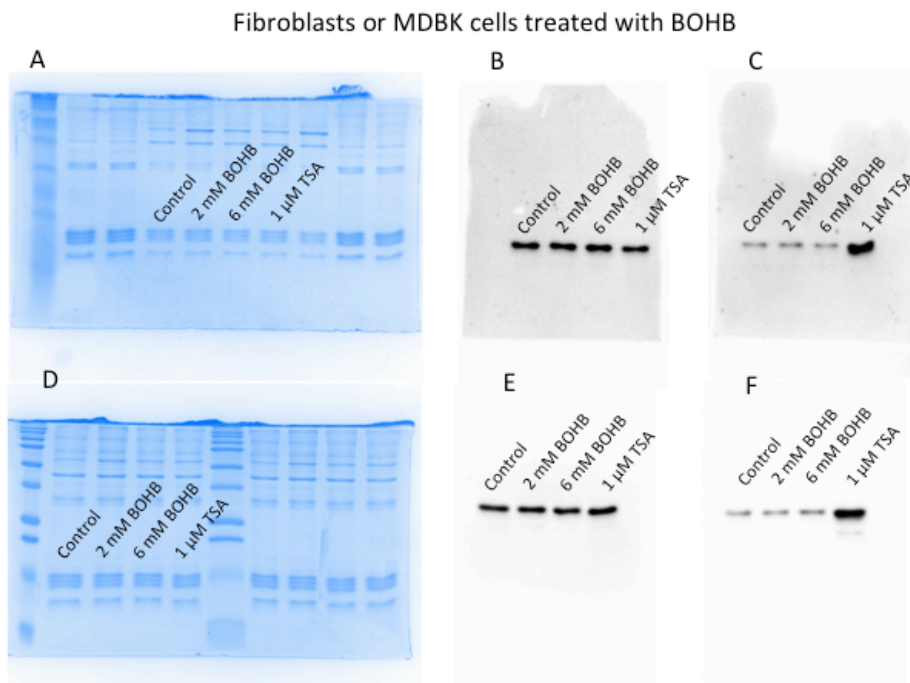 Fibroblasts or MDBK cells treated with BOHB
A
B
C
Control
2 mM BOHB
6 mM BOHB
1 µM TSA
Control
2 mM BOHB
6 mM BOHB
1 µM TSA
Control
2 mM BOHB
6 mM BOHB
1 µM TSA
D
E
F
Control
2 mM BOHB
6 mM BOHB
1 µM TSA
Control
2 mM BOHB
6 mM BOHB
1 µM TSA
Control
2 mM BOHB
6 mM BOHB
1 µM TSA